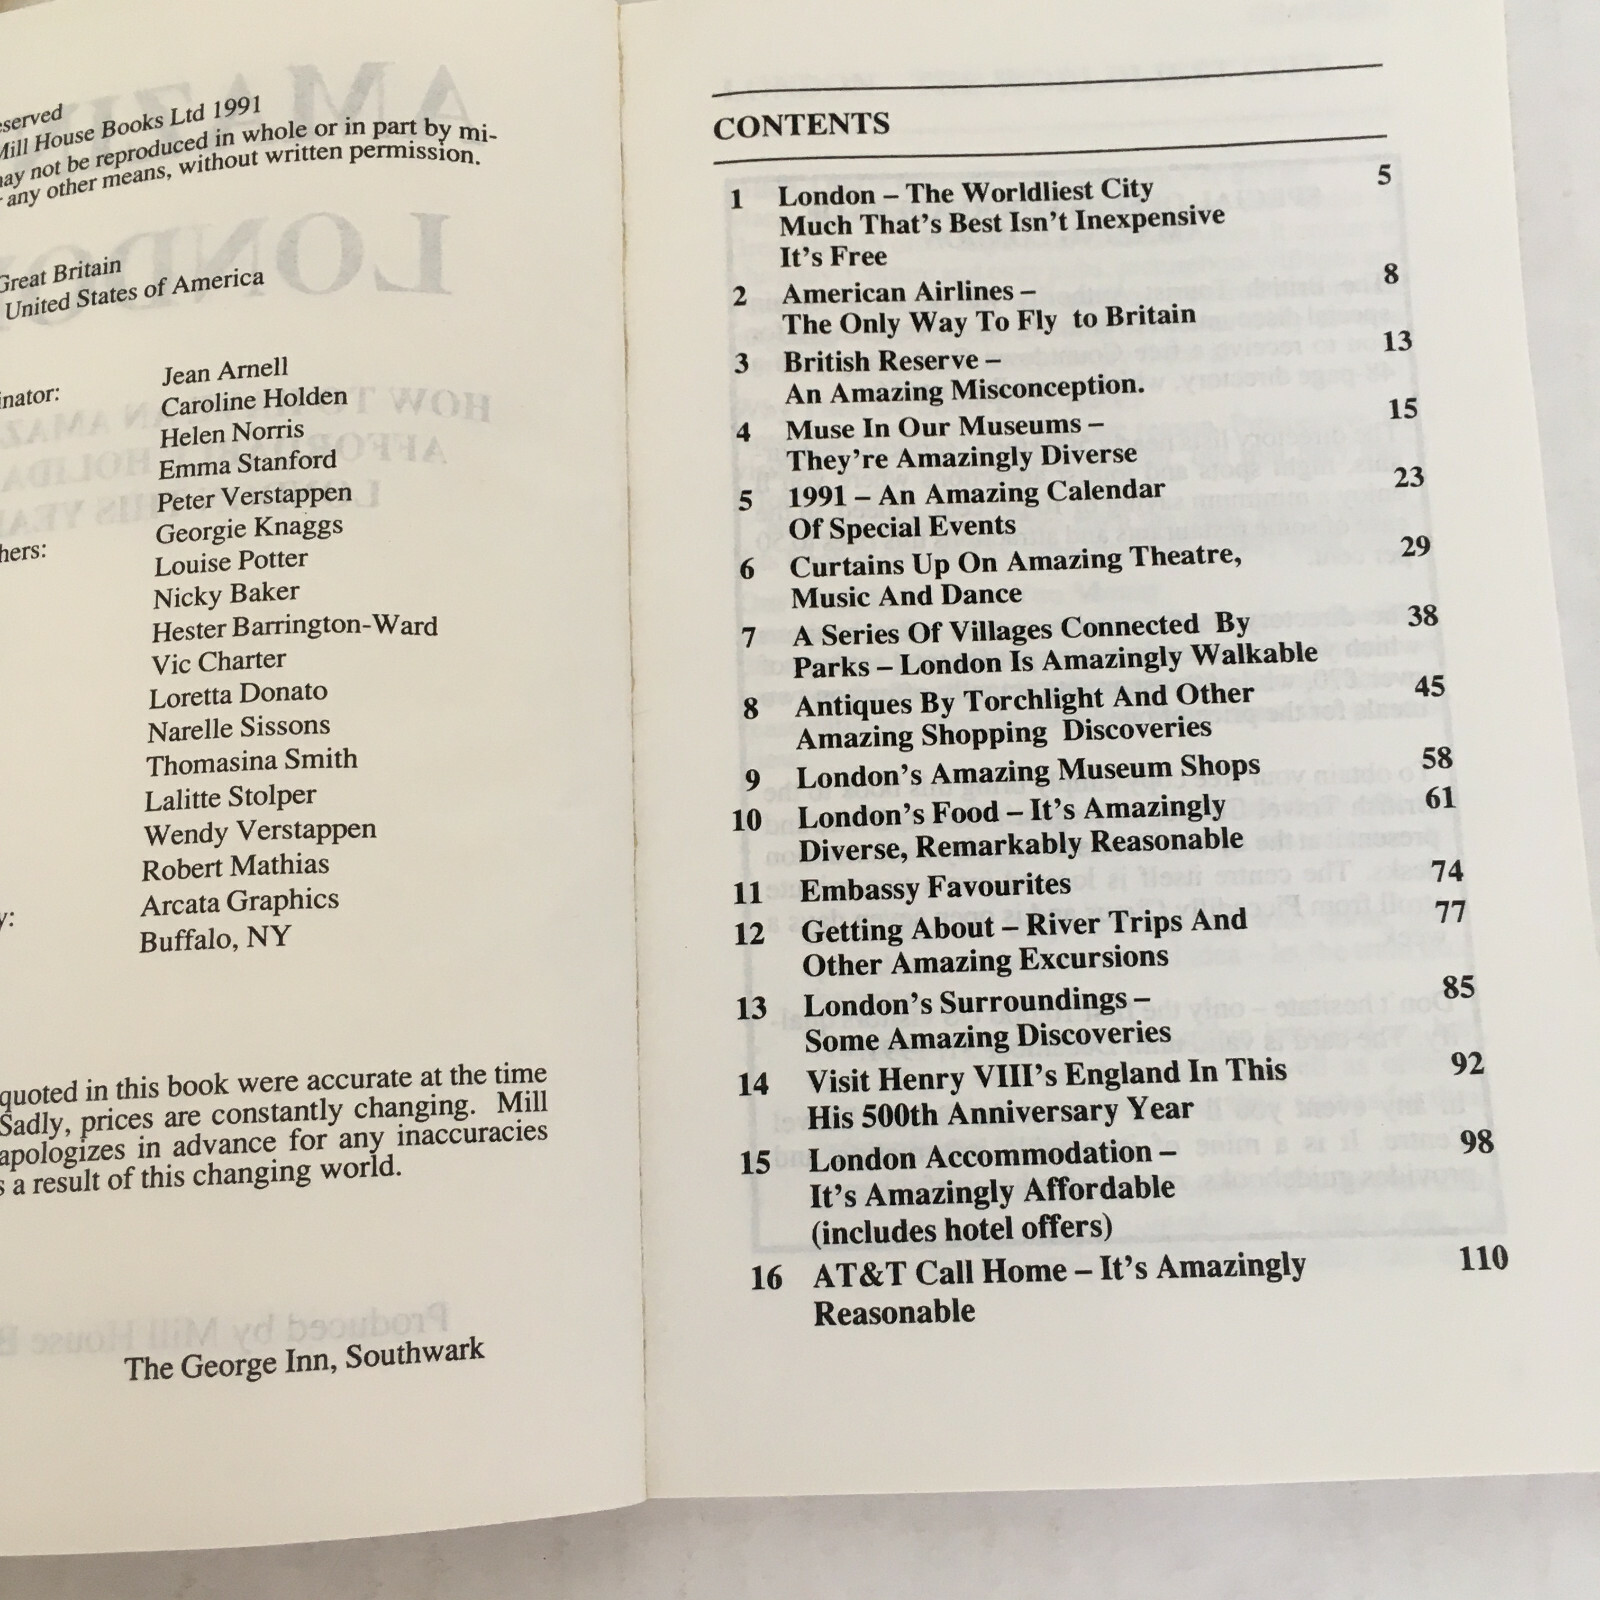 served
Mill House Books Ltd 1991
may not be reproduced in whole or in part by mi-
any other means, without written permission.
Great Britain
United States of America
Jean Arnell
inator:
Caroline Holden
Helen Norris
Emma Stanford
Peter Verstappen
Georgie Knaggs
hers:
Louise Potter
Nicky Baker
Hester Barrington-Ward
Vic Charter
Loretta Donato
Narelle Sissons
Thomasina Smith
Lalitte Stolper
Wendy Verstappen
Robert Mathias
y: Arcata Graphics
Buffalo, NY
quoted in this book were accurate at the time
Sadly, prices are constantly changing. Mill
apologizes in advance for any inaccuracies
s a result of this changing world.
The George Inn, Southwark
CONTENTS
1 London – The Worldliest City 5
Much That's Best Isn't Inexpensive
It's Free
2 American Airlines – 8
The Only Way To Fly to Britain
3 British Reserve – 13
An Amazing Misconception.
4 Muse In Our Museums – 15
They're Amazingly Diverse
5 1991 – An Amazing Calendar 23
Of Special Events
6 Curtains Up On Amazing Theatre, 29
Music And Dance
7 A Series Of Villages Connected By 38
Parks – London Is Amazingly Walkable
8 Antiques By Torchlight And Other 45
Amazing Shopping Discoveries
9 London's Amazing Museum Shops 58
10 London's Food – It's Amazingly 61
Diverse, Remarkably Reasonable
11 Embassy Favourites 74
12 Getting About – River Trips And 77
Other Amazing Excursions
13 London's Surroundings – 85
Some Amazing Discoveries
14 Visit Henry VIII's England In This 92
His 500th Anniversary Year
15 London Accommodation – 98
It's Amazingly Affordable
(includes hotel offers)
16 AT&T Call Home – It's Amazingly 110
Reasonable